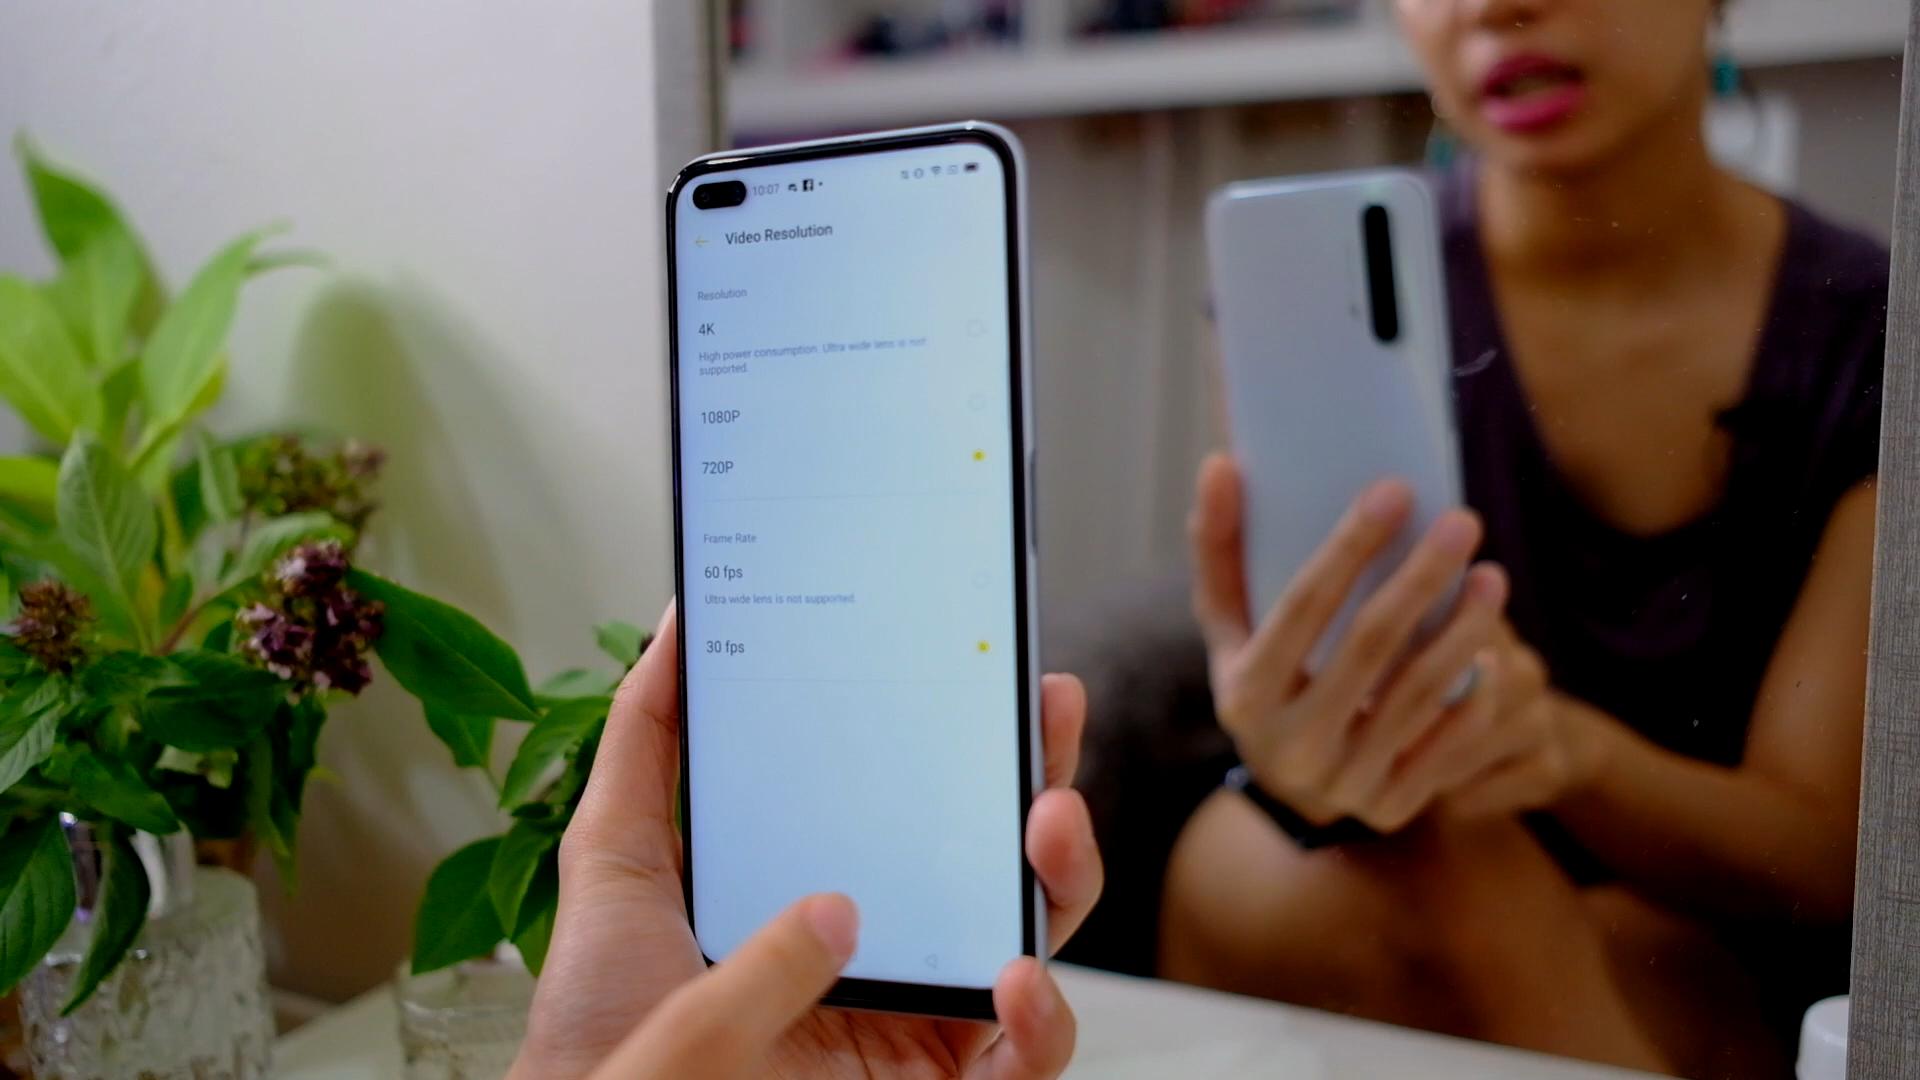 10:07
Video Resolution
Resolution
4K
High power consumption. Ultra wide lens is not
supported.
1080P
720P
Frame Rate
60 fps
Ultra wide lens is not supported.
30 fps